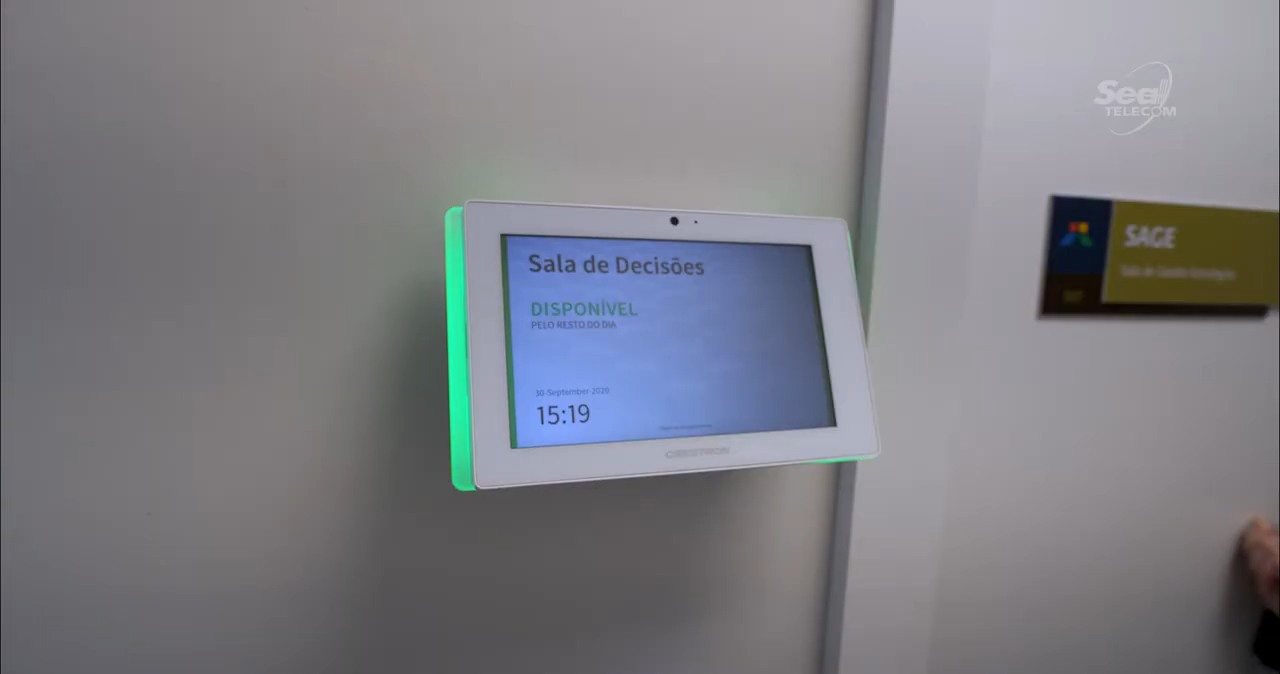 Seal
TELECOM
SAGE
Sala de Decisões
DISPONÍVEL
PELO RESTO DO DIA
30-September 2020
15:19
CRESTRON